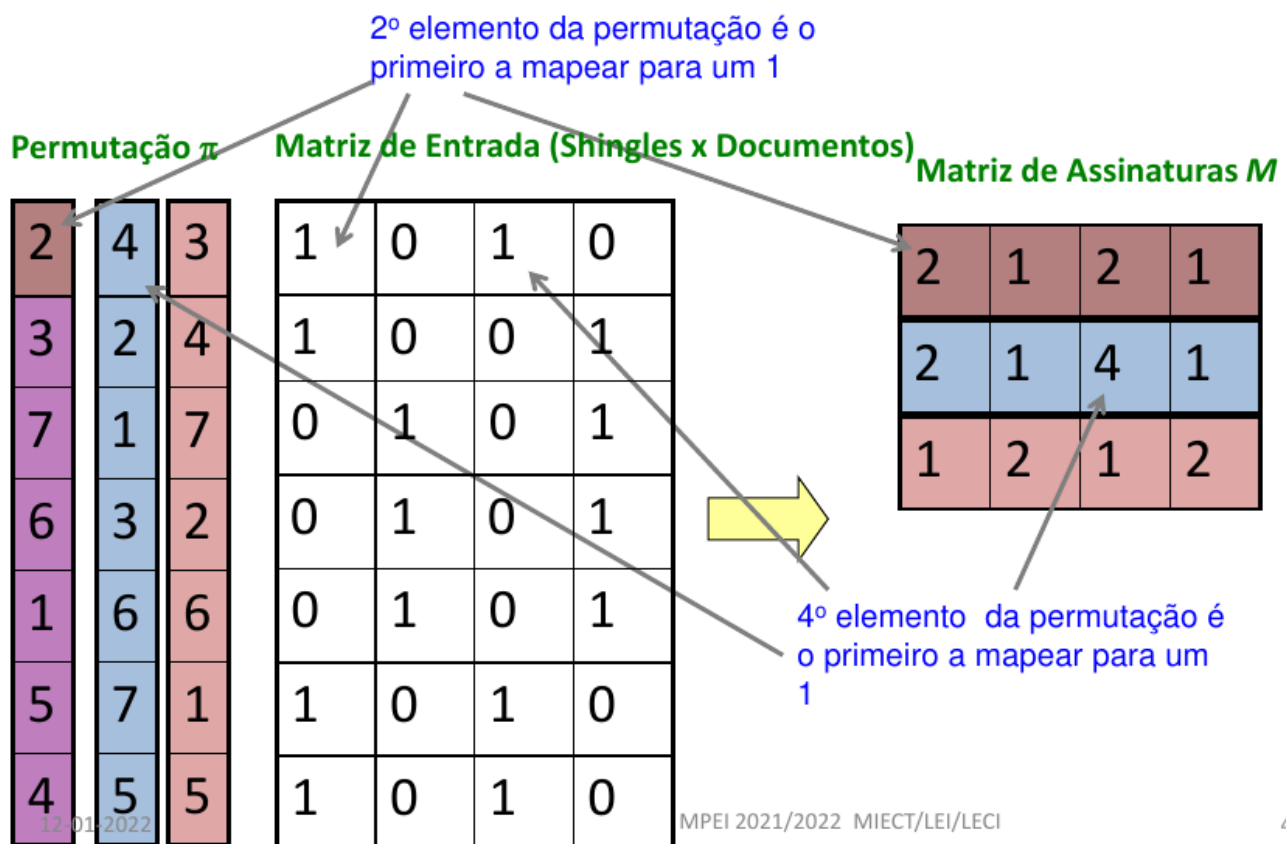 2º elemento da permutação é o
primeiro a mapear para um 1
Permutação π
Matriz de Entrada (Shingles x Documentos)
Matriz de Assinaturas M
2 4 3 1 0 1 0
3 2 4 1 0 0 1
7 1 7 0 1 0 1
6 3 2 0 1 0 1
1 6 6 0 1 0 1
5 7 1 1 0 1 0
4 5 5 1 0 1 0
2 1 2 1
2 1 4 1
1 2 1 2
4º elemento da permutação é
o primeiro a mapear para um
1
12-01-2022
MPEI 2021/2022 MIECT/LEI/LECI